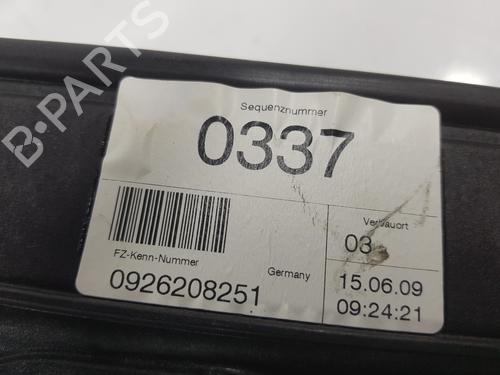 B-PARTS
Sequenznummer
0337
FZ-Kenn-Nummer
0926208251
Germany
Verbauort
03
15.06.09
09:24:21